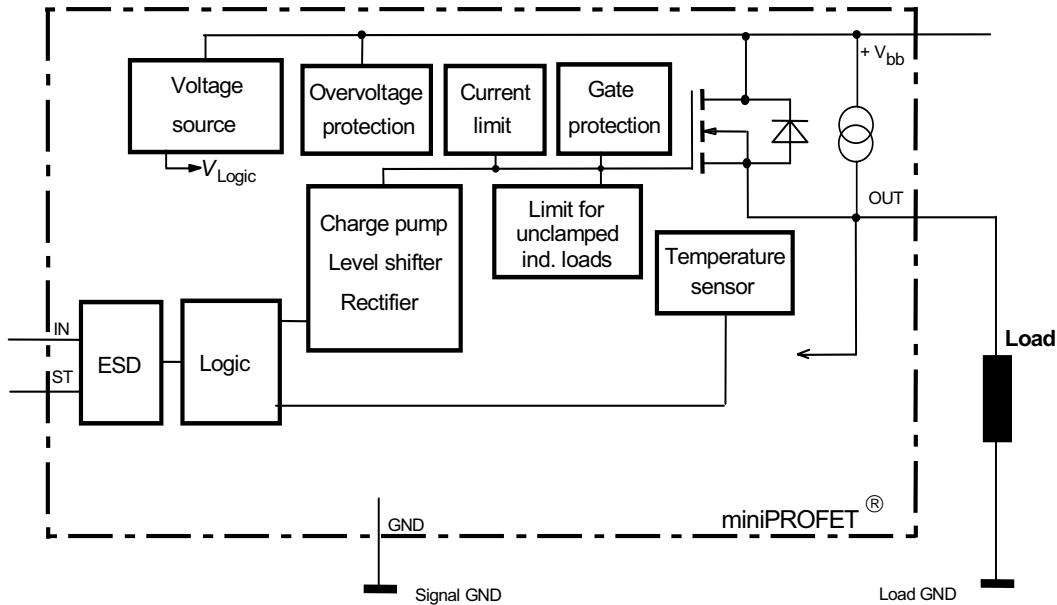 + V bb
Voltage
source
Overvoltage
protection
Current
limit
Gate
protection
V Logic
OUT
Charge pump
Level shifter
Rectifier
Limit for
unclamped
ind. loads
Temperature
sensor
IN
ST
ESD
Logic
Load
GND
miniPROFET ®
Signal GND
Load GND